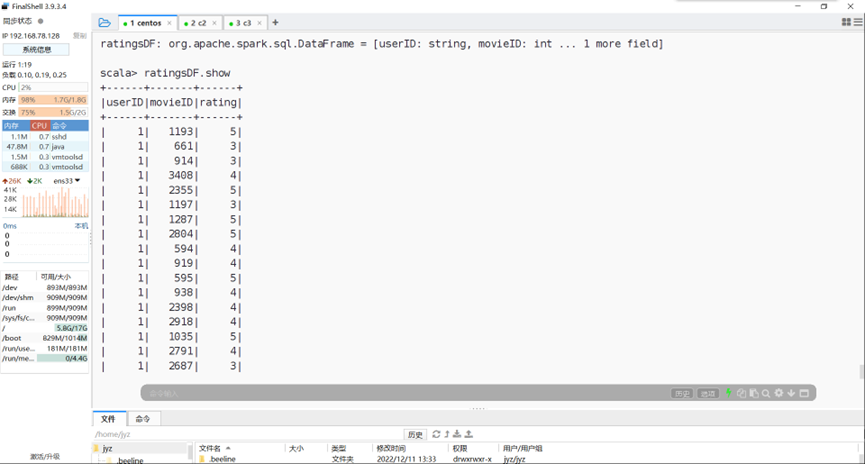 FinalShell 3.9.3.4
同步状态
IP 192.168.78.128 复制
系统信息
运行 1:19
负载 0.10, 0.19, 0.25
CPU 2%
内存 98% 1.7G/1.8G
交换 75% 1.5G/2G
内存 CPU 命令
1.1M 0.7 sshd
47.8M 0.7 java
1.5M 0.3 vmtoolsd
688K 0.3 vmtoolsd
26K 2K ens33
41K
28K
14K
0ms 本机
0
0
0
路径 可用/大小
/dev 893M/893M
/dev/shm 909M/909M
/run 899M/909M
/sys/fs/c... 909M/909M
/ 5.8G/17G
/boot 829M/1014M
/run/use... 181M/181M
/run/me... 0/4.4G
激活/升级
1 centos
2 c2
3 c3
+
ratingsDF: org.apache.spark.sql.DataFrame = [userID: string, movieID: int ... 1 more field]
scala> ratingsDF.show
+------+-------+------+
|userID|movieID|rating|
+------+-------+------+
|     1|   1193|     5|
|     1|    661|     3|
|     1|    914|     3|
|     1|   3408|     4|
|     1|   2355|     5|
|     1|   1197|     3|
|     1|   1287|     5|
|     1|   2804|     5|
|     1|    594|     4|
|     1|    919|     4|
|     1|    595|     5|
|     1|    938|     4|
|     1|   2398|     4|
|     1|   2918|     4|
|     1|   1035|     5|
|     1|   2791|     4|
|     1|   2687|     3|
命令输入 历史 选项
文件 命令
/home/jyz 历史
jyz
.beeline
文件名 大小 类型 修改时间 权限 用户/用户组
.beeline 文件夹 2022/12/11 13:33 drwxrwxr-x jyz/jyz